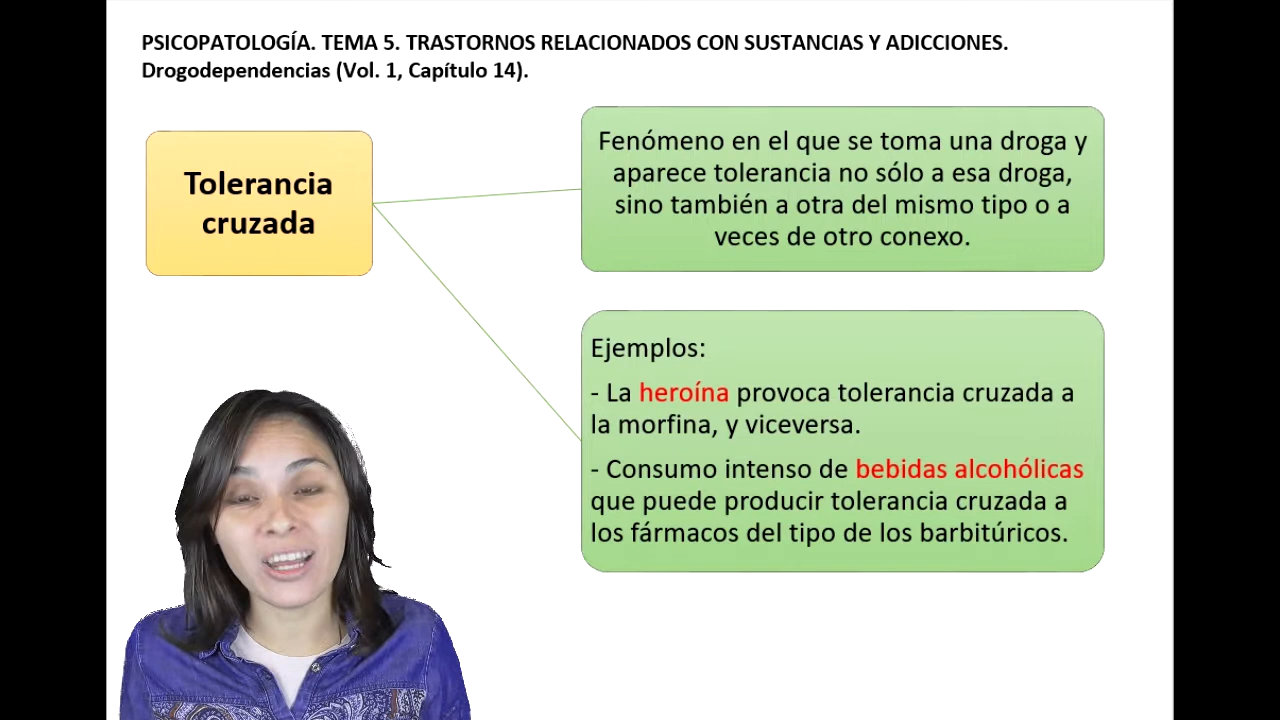 PSICOPATOLOGÍA. TEMA 5. TRASTORNOS RELACIONADOS CON SUSTANCIAS Y ADICCIONES.
Drogodependencias (Vol. 1, Capítulo 14).
Tolerancia
cruzada
Fenómeno en el que se toma una droga y
aparece tolerancia no sólo a esa droga,
sino también a otra del mismo tipo o a
veces de otro conexo.
Ejemplos:
- La heroína provoca tolerancia cruzada a
la morfina, y viceversa.
- Consumo intenso de bebidas alcohólicas
que puede producir tolerancia cruzada a
los fármacos del tipo de los barbitúricos.